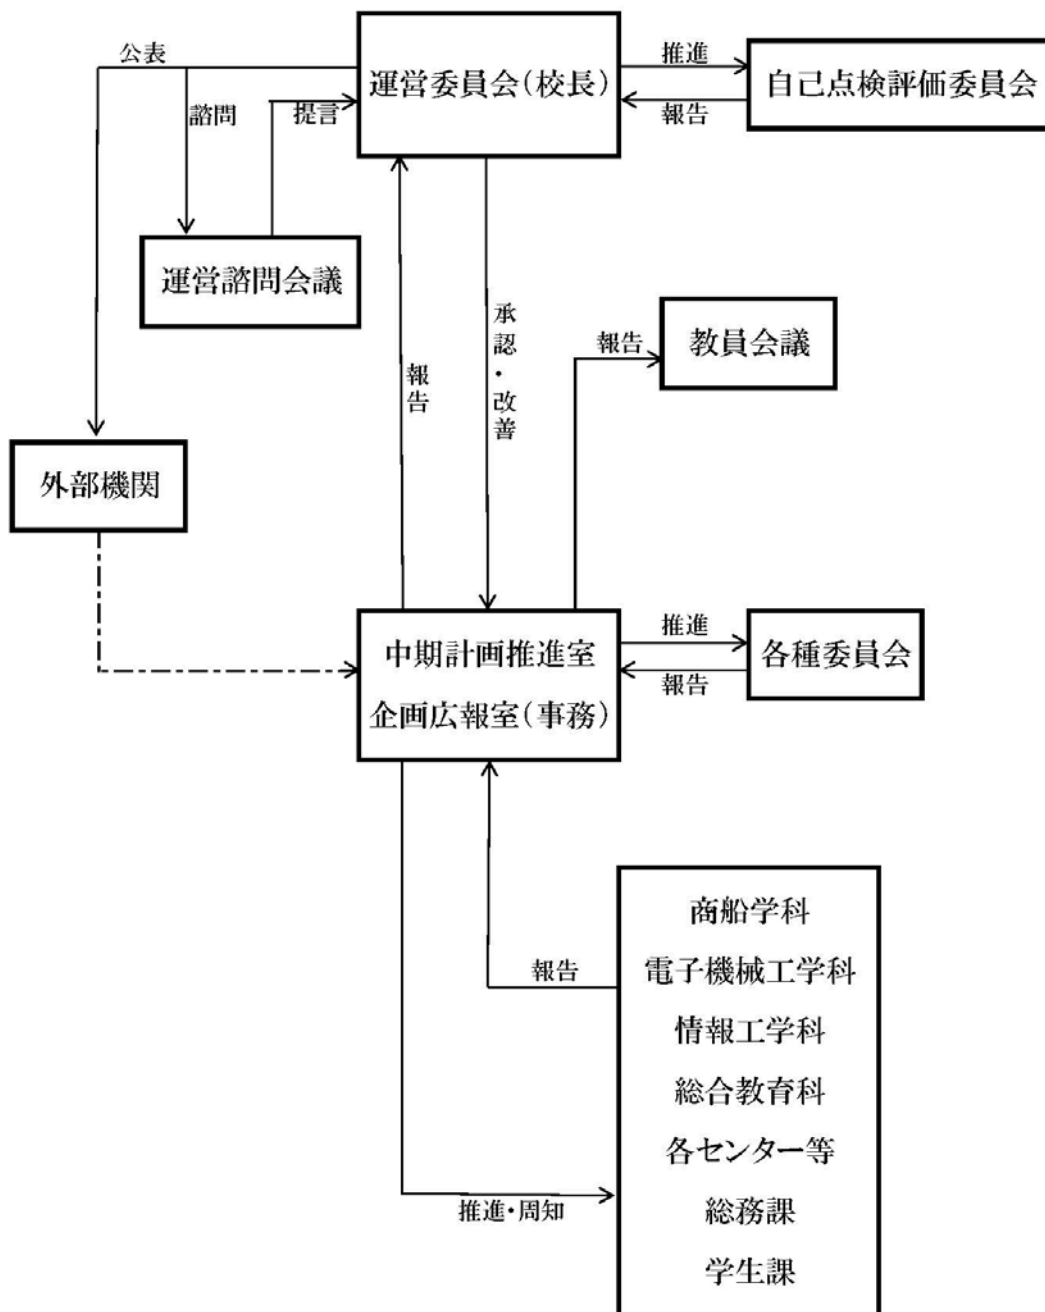 公表
運営委員会（校長）
推進
自己点検評価委員会
諮問
提言
報告
運営諮問会議
承認・改善
報告
教員会議
報告
外部機関
中期計画推進室
企画広報室（事務）
推進
各種委員会
報告
商船学科
電子機械工学科
報告
情報工学科
総合教育科
各センター等
推進・周知
総務課
学生課